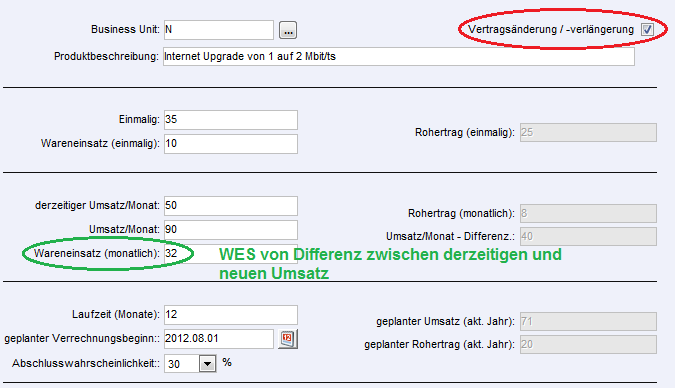 Business Unit: N ... Vertragsänderung / -verlängerung
Produktbeschreibung: Internet Upgrade von 1 auf 2 Mbit/ts
Einmalig: 35
Wareneinsatz (einmalig): 10 Rohertrag (einmalig): 25
derzeitiger Umsatz/Monat: 50 Rohertrag (monatlich): 8
Umsatz/Monat: 90 Umsatz/Monat - Differenz.: 40
Wareneinsatz (monatlich): 32 WES von Differenz zwischen derzeitigen und
neuen Umsatz
Laufzeit (Monate): 12 geplanter Umsatz (akt. Jahr): 71
geplanter Verrechnungsbeginn:: 2012.08.01 12 geplanter Rohertrag (akt. Jahr): 20
Abschlusswahrscheinlichkeit:: 30 %